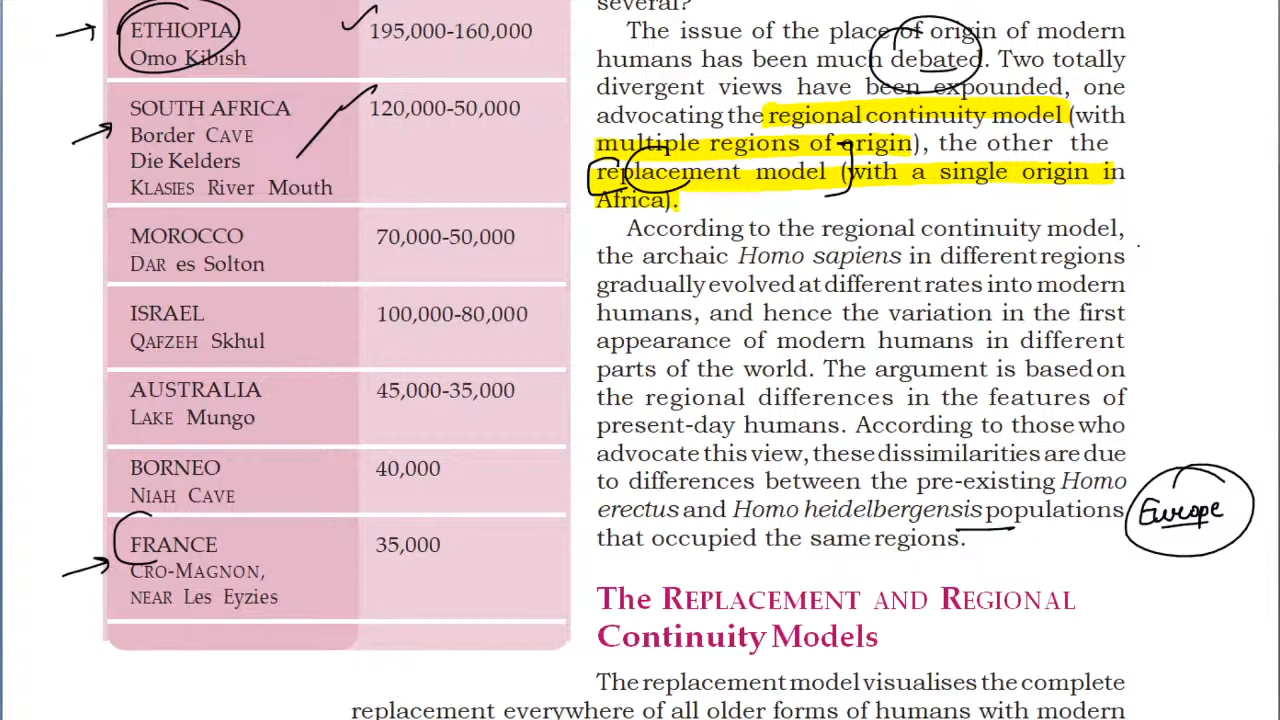 ETHIOPIA
Omo Kibish
195,000-160,000
SOUTH AFRICA
Border CAVE
Die Kelders
KLASIES River Mouth
120,000-50,000
MOROCCO
DAR es Solton
70,000-50,000
ISRAEL
QAFZEH Skhul
100,000-80,000
AUSTRALIA
LAKE Mungo
45,000-35,000
BORNEO
NIAH CAVE
40,000
FRANCE
CRO-MAGNON,
NEAR Les Eyzies
35,000
several?
The issue of the place of origin of modern
humans has been much debated. Two totally
divergent views have been expounded, one
advocating the regional continuity model (with
multiple regions of origin), the other the
replacement model (with a single origin in
Africa).
According to the regional continuity model,
the archaic Homo sapiens in different regions
gradually evolved at different rates into modern
humans, and hence the variation in the first
appearance of modern humans in different
parts of the world. The argument is based on
the regional differences in the features of
present-day humans. According to those who
advocate this view, these dissimilarities are due
to differences between the pre-existing Homo
erectus and Homo heidelbergensis populations
that occupied the same regions.
Europe
The REPLACEMENT AND REGIONAL
Continuity Models
The replacement model visualises the complete
replacement everywhere of all older forms of humans with modern